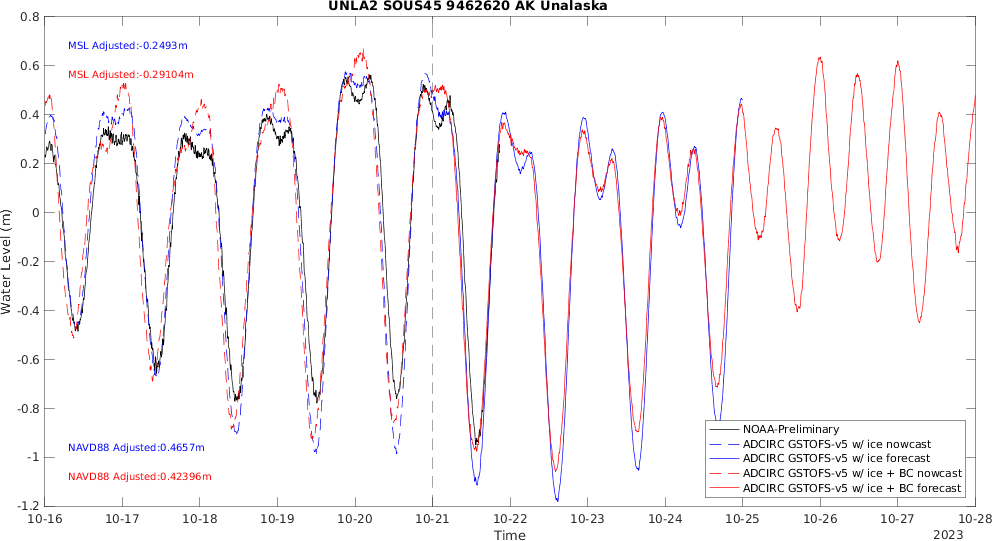 UNLA2 SOUS45 9462620 AK Unalaska
0.8
0.6
0.4
0.2
0
-0.2
-0.4
-0.6
-0.8
-1
-1.2
Water Level (m)
MSL Adjusted:-0.2493m
MSL Adjusted:-0.29104m
NAVD88 Adjusted:0.4657m
NAVD88 Adjusted:0.42396m
NOAA-Preliminary
ADCIRC GSTOFS-v5 w/ ice nowcast
ADCIRC GSTOFS-v5 w/ ice forecast
ADCIRC GSTOFS-v5 w/ ice + BC nowcast
ADCIRC GSTOFS-v5 w/ ice + BC forecast
10-16 10-17 10-18 10-19 10-20 10-21 10-22 10-23 10-24 10-25 10-26 10-27 10-28
Time
2023